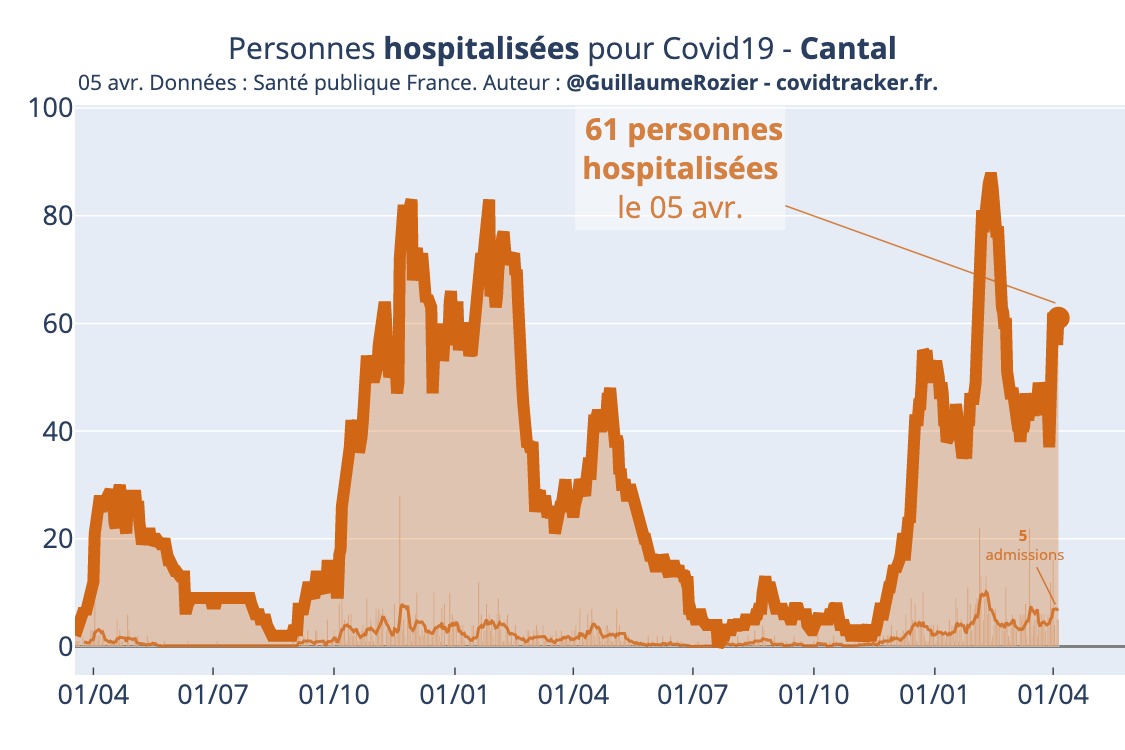 Personnes hospitalisées pour Covid19 - Cantal
05 avr. Données : Santé publique France. Auteur : @GuillaumeRozier - covidtracker.fr.
100
61 personnes
hospitalisées
le 05 avr.
80
60
40
20
5
admissions
0
01/04 01/07 01/10 01/01 01/04 01/07 01/10 01/01 01/04